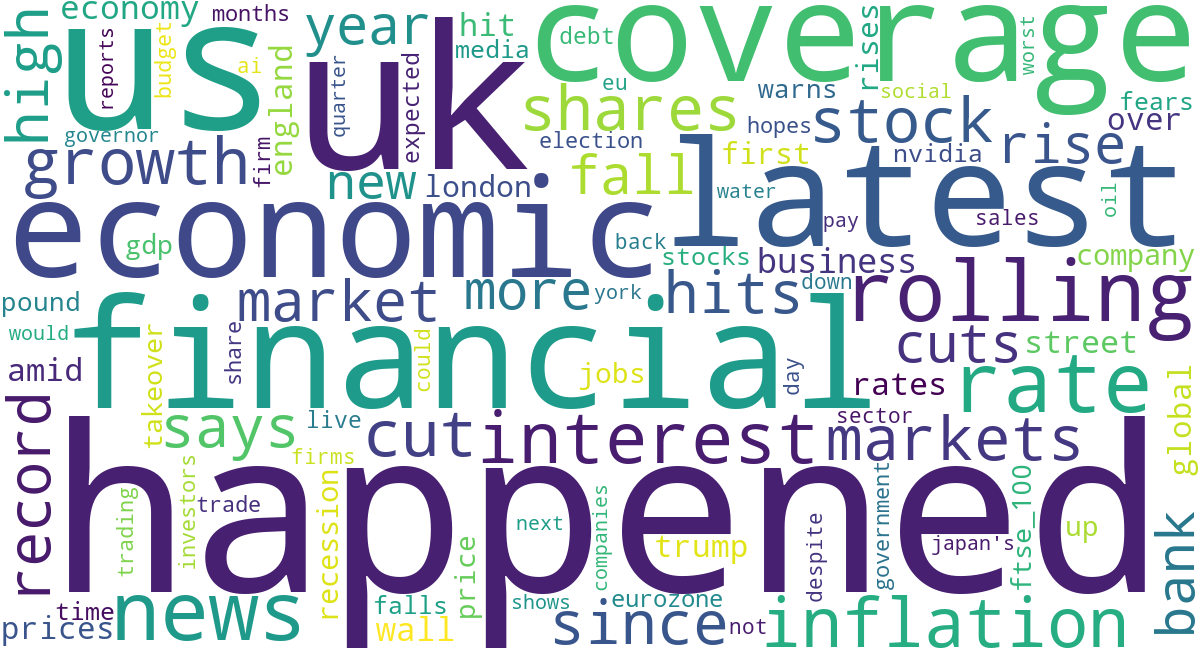 high
economy
months
us
reports
budget
ai
governor
england
firm
year
uk
quarter
expected
hit
media
coverage
debt
eu
rises
social
worst
shares
warns
fears
over
stock
hopes
election
growth
new
london
fall
first
nvidia
rise
water
latest
sales
oil
pay
economic
gdp
back
stocks
business
company
pound
market
more
york
hits
down
rolling
would
financial
cuts
street
amid
takeover
share
could
jobs
day
rates
rate
global
record
says
live
cut
interest
sector
markets
firms
happened
trading
investors
trade
recession
price
next
companies
trump
despite
government
japan's
ftse_100
up
bank
prices
time
news
falls
wall
shows
eurozone
since
not
inflation